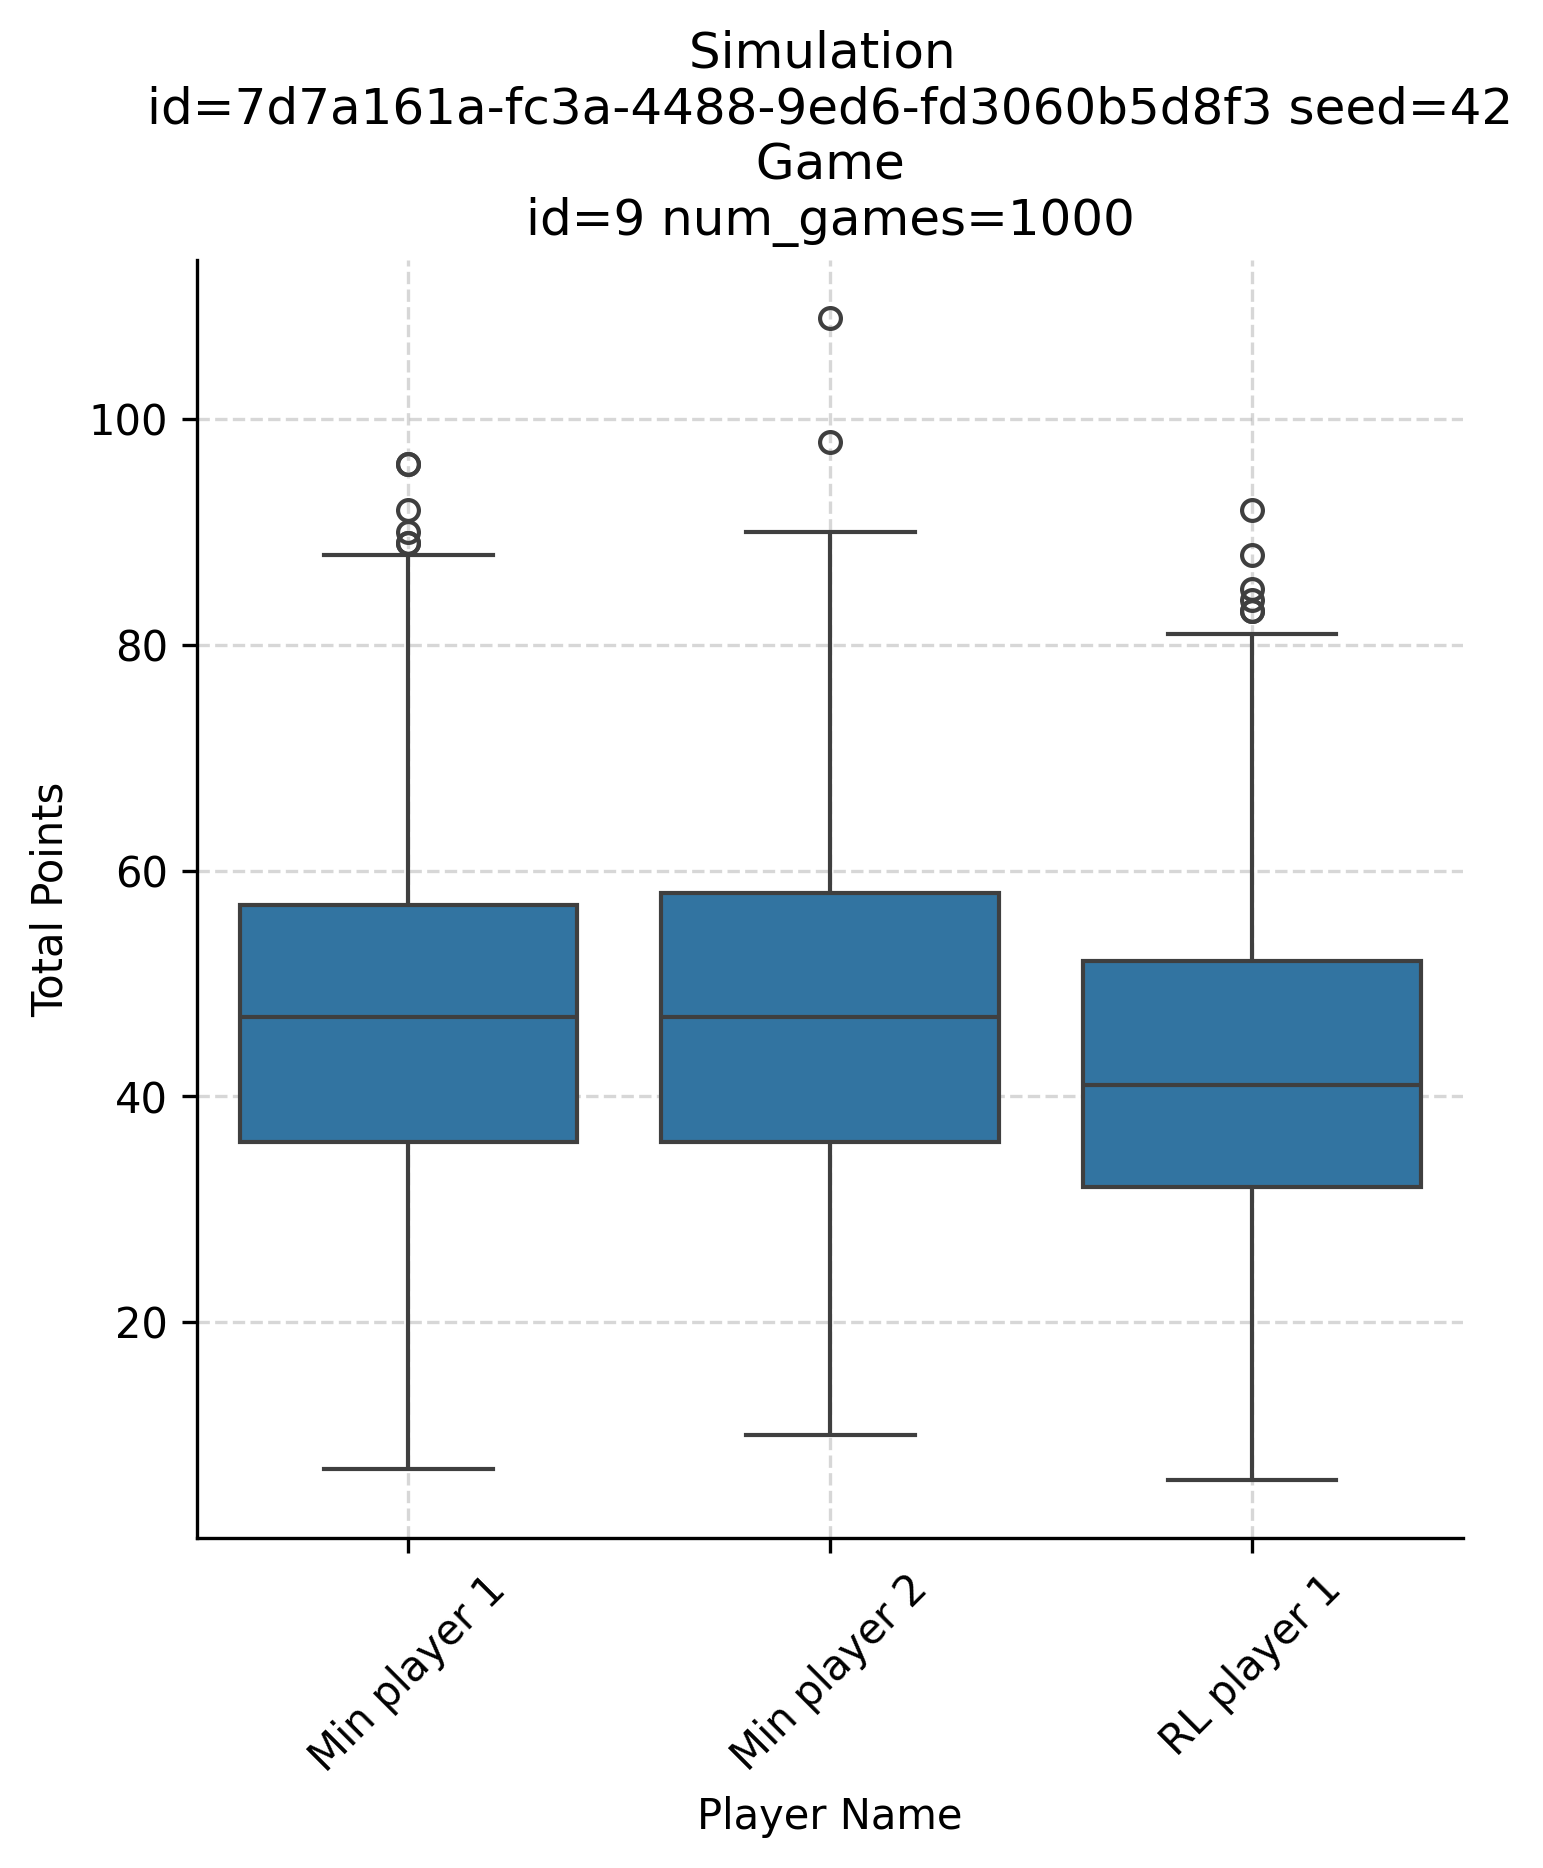 Simulation
id=7d7a161a-fc3a-4488-9ed6-fd3060b5d8f3 seed=42
Game
id=9 num_games=1000
100
80
60
40
20
Total Points
Min player 1
Min player 2
RL player 1
Player Name